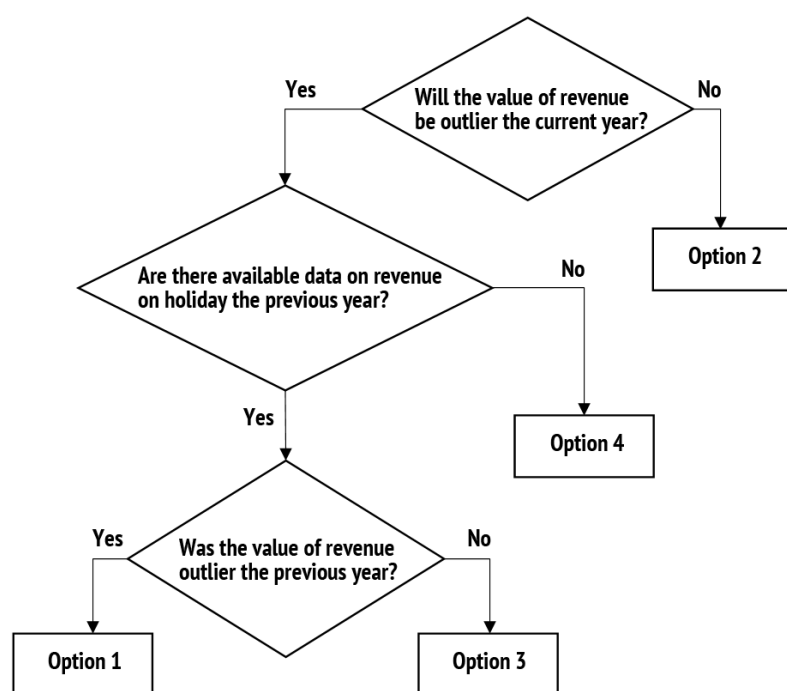 Yes
No
Will the value of revenue
be outlier the current year?
Option 2
Are there available data on revenue
on holiday the previous year?
No
Yes
Option 4
Yes
No
Was the value of revenue
outlier the previous year?
Option 1
Option 3